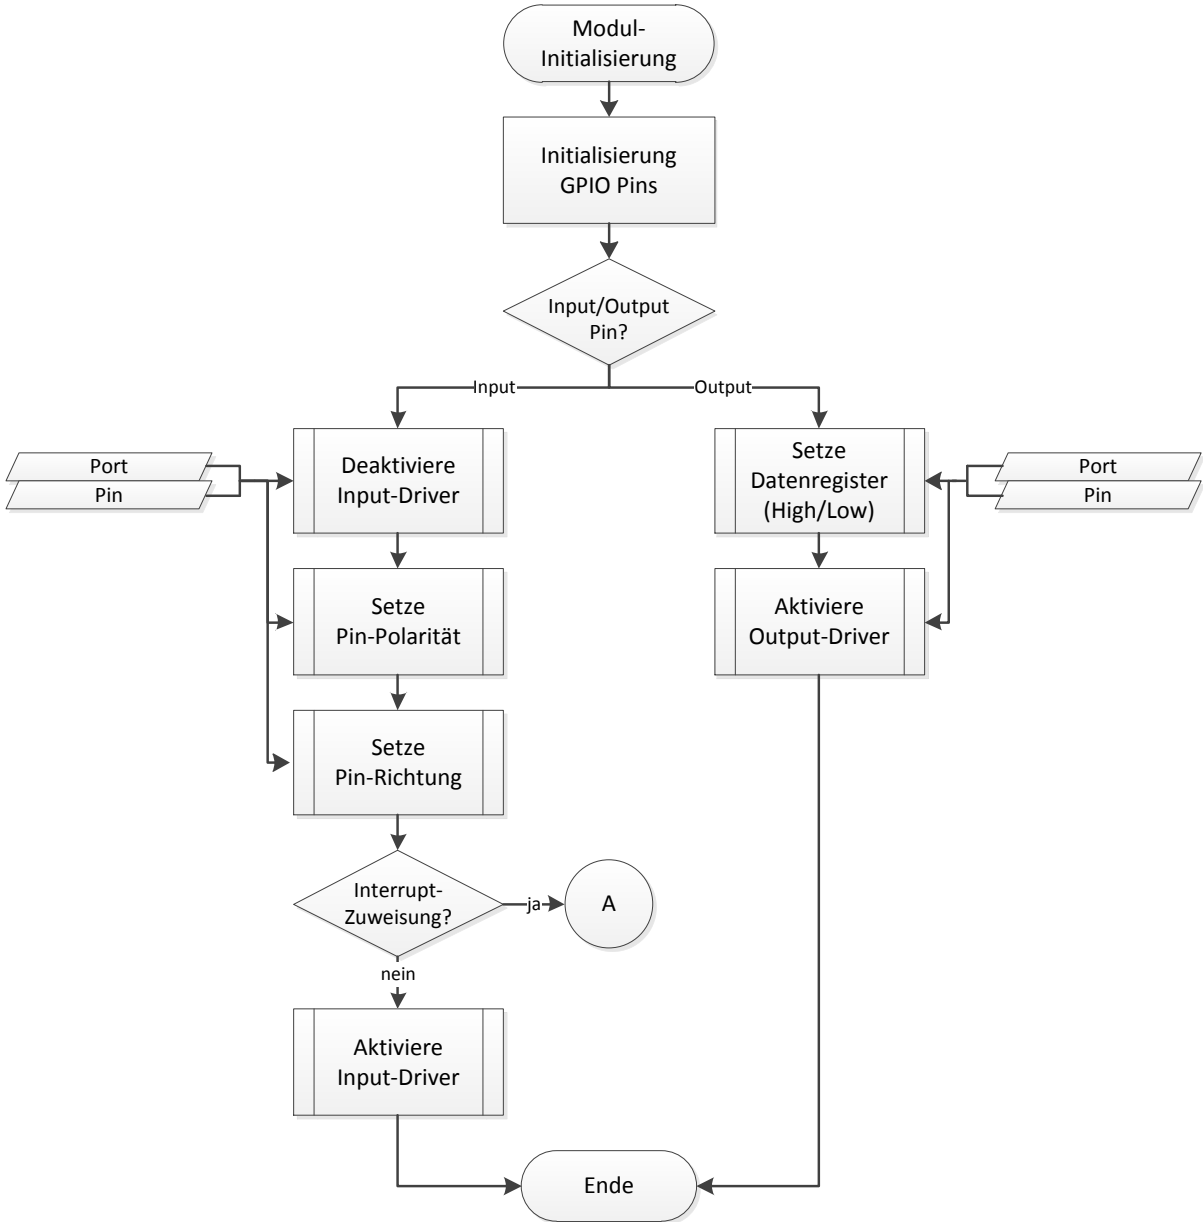 Modul-
Initialisierung
Initialisierung
GPIO Pins
Input/Output
Pin?
Input
Output
Port
Pin
Deaktiviere
Input-Driver
Setze
Datenregister
(High/Low)
Port
Pin
Setze
Pin-Polarität
Aktiviere
Output-Driver
Setze
Pin-Richtung
Interrupt-
Zuweisung?
ja
A
nein
Aktiviere
Input-Driver
Ende